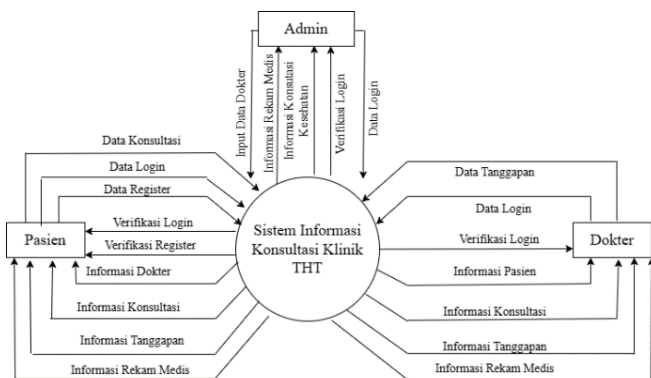 Admin
Input Data Dokter
Informasi Rekam Medis
Informasi Konsutasi
Kesehatan
Verifikasi Login
Data Login
Data Konsultasi
Data Login
Data Register
Verifikasi Login
Verifikasi Register
Informasi Dokter
Informasi Konsultasi
Informasi Tanggapan
Informasi Rekam Medis
Pasien
Sistem Informasi
Konsultasi Klinik
THT
Data Tanggapan
Data Login
Verifikasi Login
Informasi Pasien
Informasi Konsultasi
Informasi Tanggapan
Informasi Rekam Medis
Dokter